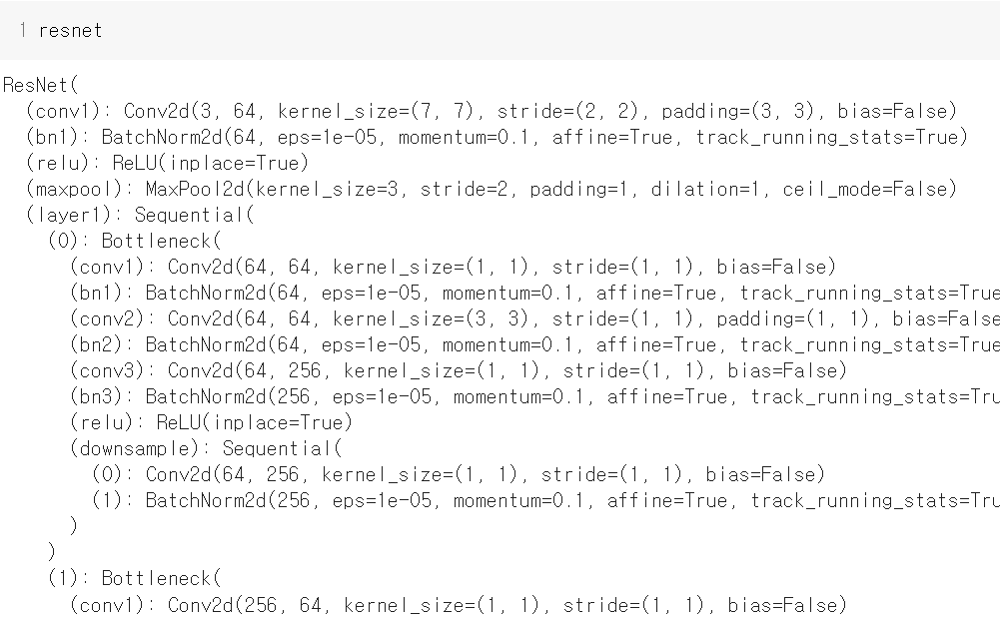 1 resnet
ResNet(
  (conv1): Conv2d(3, 64, kernel_size=(7, 7), stride=(2, 2), padding=(3, 3), bias=False)
  (bn1): BatchNorm2d(64, eps=1e-05, momentum=0.1, affine=True, track_running_stats=True)
  (relu): ReLU(inplace=True)
  (maxpool): MaxPool2d(kernel_size=3, stride=2, padding=1, dilation=1, ceil_mode=False)
  (layer1): Sequential(
    (0): Bottleneck(
      (conv1): Conv2d(64, 64, kernel_size=(1, 1), stride=(1, 1), bias=False)
      (bn1): BatchNorm2d(64, eps=1e-05, momentum=0.1, affine=True, track_running_stats=True
      (conv2): Conv2d(64, 64, kernel_size=(3, 3), stride=(1, 1), padding=(1, 1), bias=False
      (bn2): BatchNorm2d(64, eps=1e-05, momentum=0.1, affine=True, track_running_stats=True
      (conv3): Conv2d(64, 256, kernel_size=(1, 1), stride=(1, 1), bias=False)
      (bn3): BatchNorm2d(256, eps=1e-05, momentum=0.1, affine=True, track_running_stats=Tru
      (relu): ReLU(inplace=True)
      (downsample): Sequential(
        (0): Conv2d(64, 256, kernel_size=(1, 1), stride=(1, 1), bias=False)
        (1): BatchNorm2d(256, eps=1e-05, momentum=0.1, affine=True, track_running_stats=Tru
      )
    )
    (1): Bottleneck(
      (conv1): Conv2d(256, 64, kernel_size=(1, 1), stride=(1, 1), bias=False)